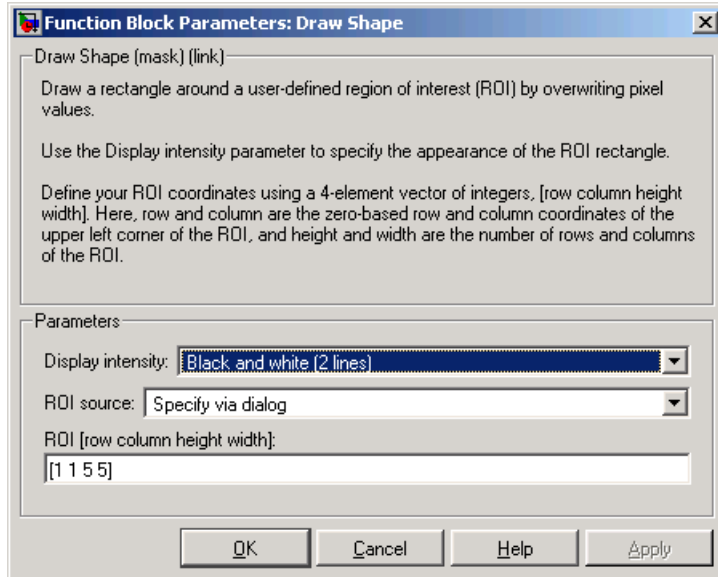 Function Block Parameters: Draw Shape
Draw Shape (mask) (link)
Draw a rectangle around a user-defined region of interest (ROI) by overwriting pixel
values.
Use the Display intensity parameter to specify the appearance of the ROI rectangle.
Define your ROI coordinates using a 4-element vector of integers, [row column height
width]. Here, row and column are the zero-based row and column coordinates of the
upper left corner of the ROI, and height and width are the number of rows and columns
of the ROI.
Parameters
Display intensity: Black and white (2 lines)
ROI source: Specify via dialog
ROI [row column height width]:
[1 1 5 5]
OK Cancel Help Apply